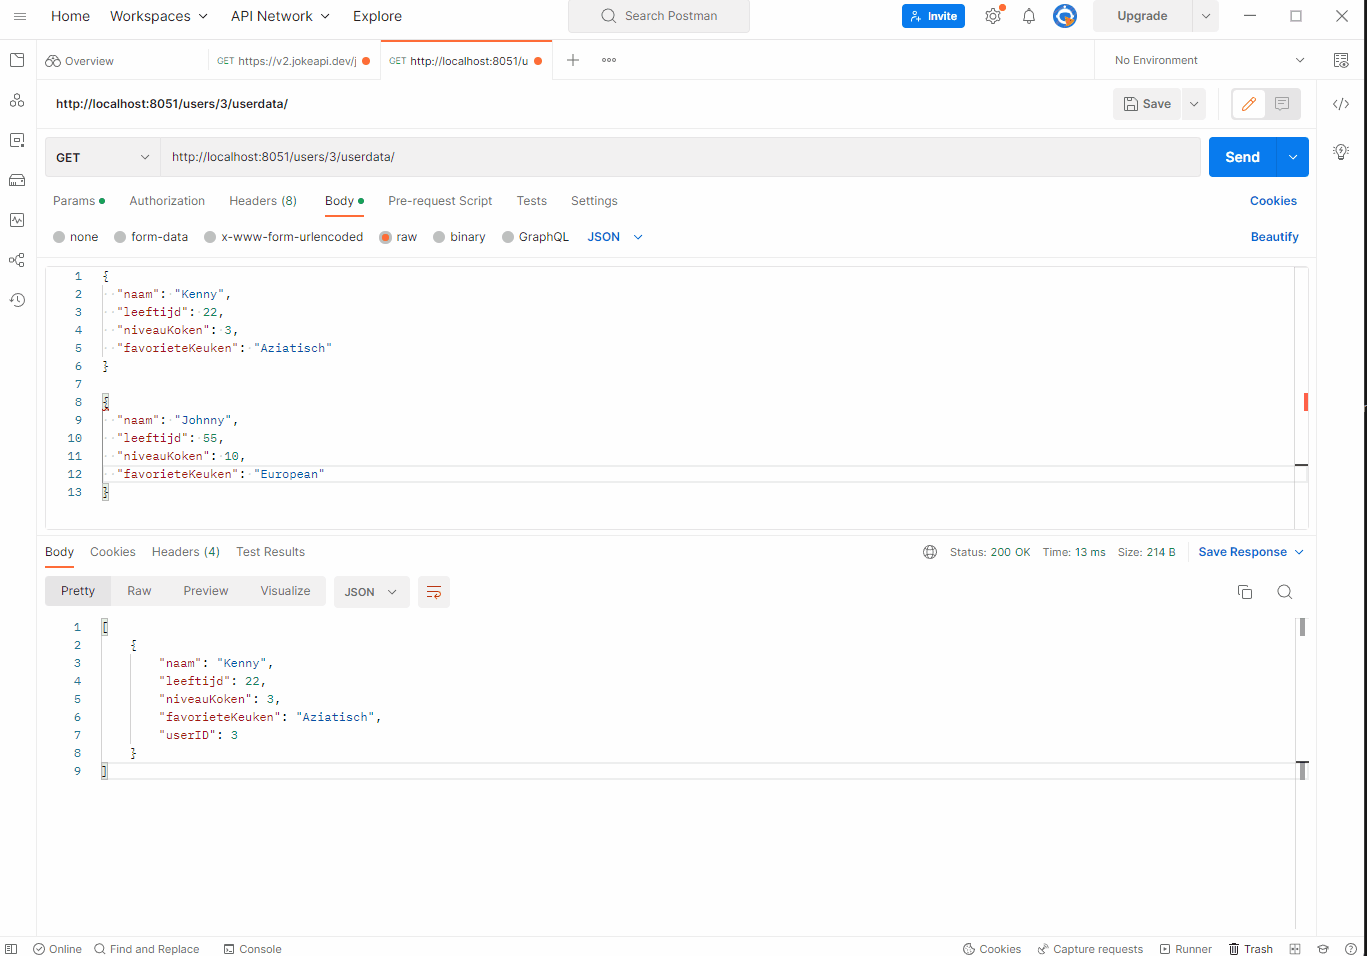 Home Workspaces API Network Explore Search Postman Invite Upgrade
Overview GET https://v2.jokeapi.dev/j GET http://localhost:8051/u No Environment
http://localhost:8051/users/3/userdata/ Save
GET http://localhost:8051/users/3/userdata/ Send
Params Authorization Headers (8) Body Pre-request Script Tests Settings Cookies
none form-data x-www-form-urlencoded raw binary GraphQL JSON Beautify
1 {
2 "naam": "Kenny",
3 "leeftijd": 22,
4 "niveauKoken": 3,
5 "favorieteKeuken": "Aziatisch"
6 }
7
8 {
9 "naam": "Johnny",
10 "leeftijd": 55,
11 "niveauKoken": 10,
12 "favorieteKeuken": "European"
13 }
Body Cookies Headers (4) Test Results Status: 200 OK Time: 13 ms Size: 214 B Save Response
Pretty Raw Preview Visualize JSON
1 [
2 {
3 "naam": "Kenny",
4 "leeftijd": 22,
5 "niveauKoken": 3,
6 "favorieteKeuken": "Aziatisch",
7 "userID": 3
8 }
9 ]
Online Find and Replace Console Cookies Capture requests Runner Trash